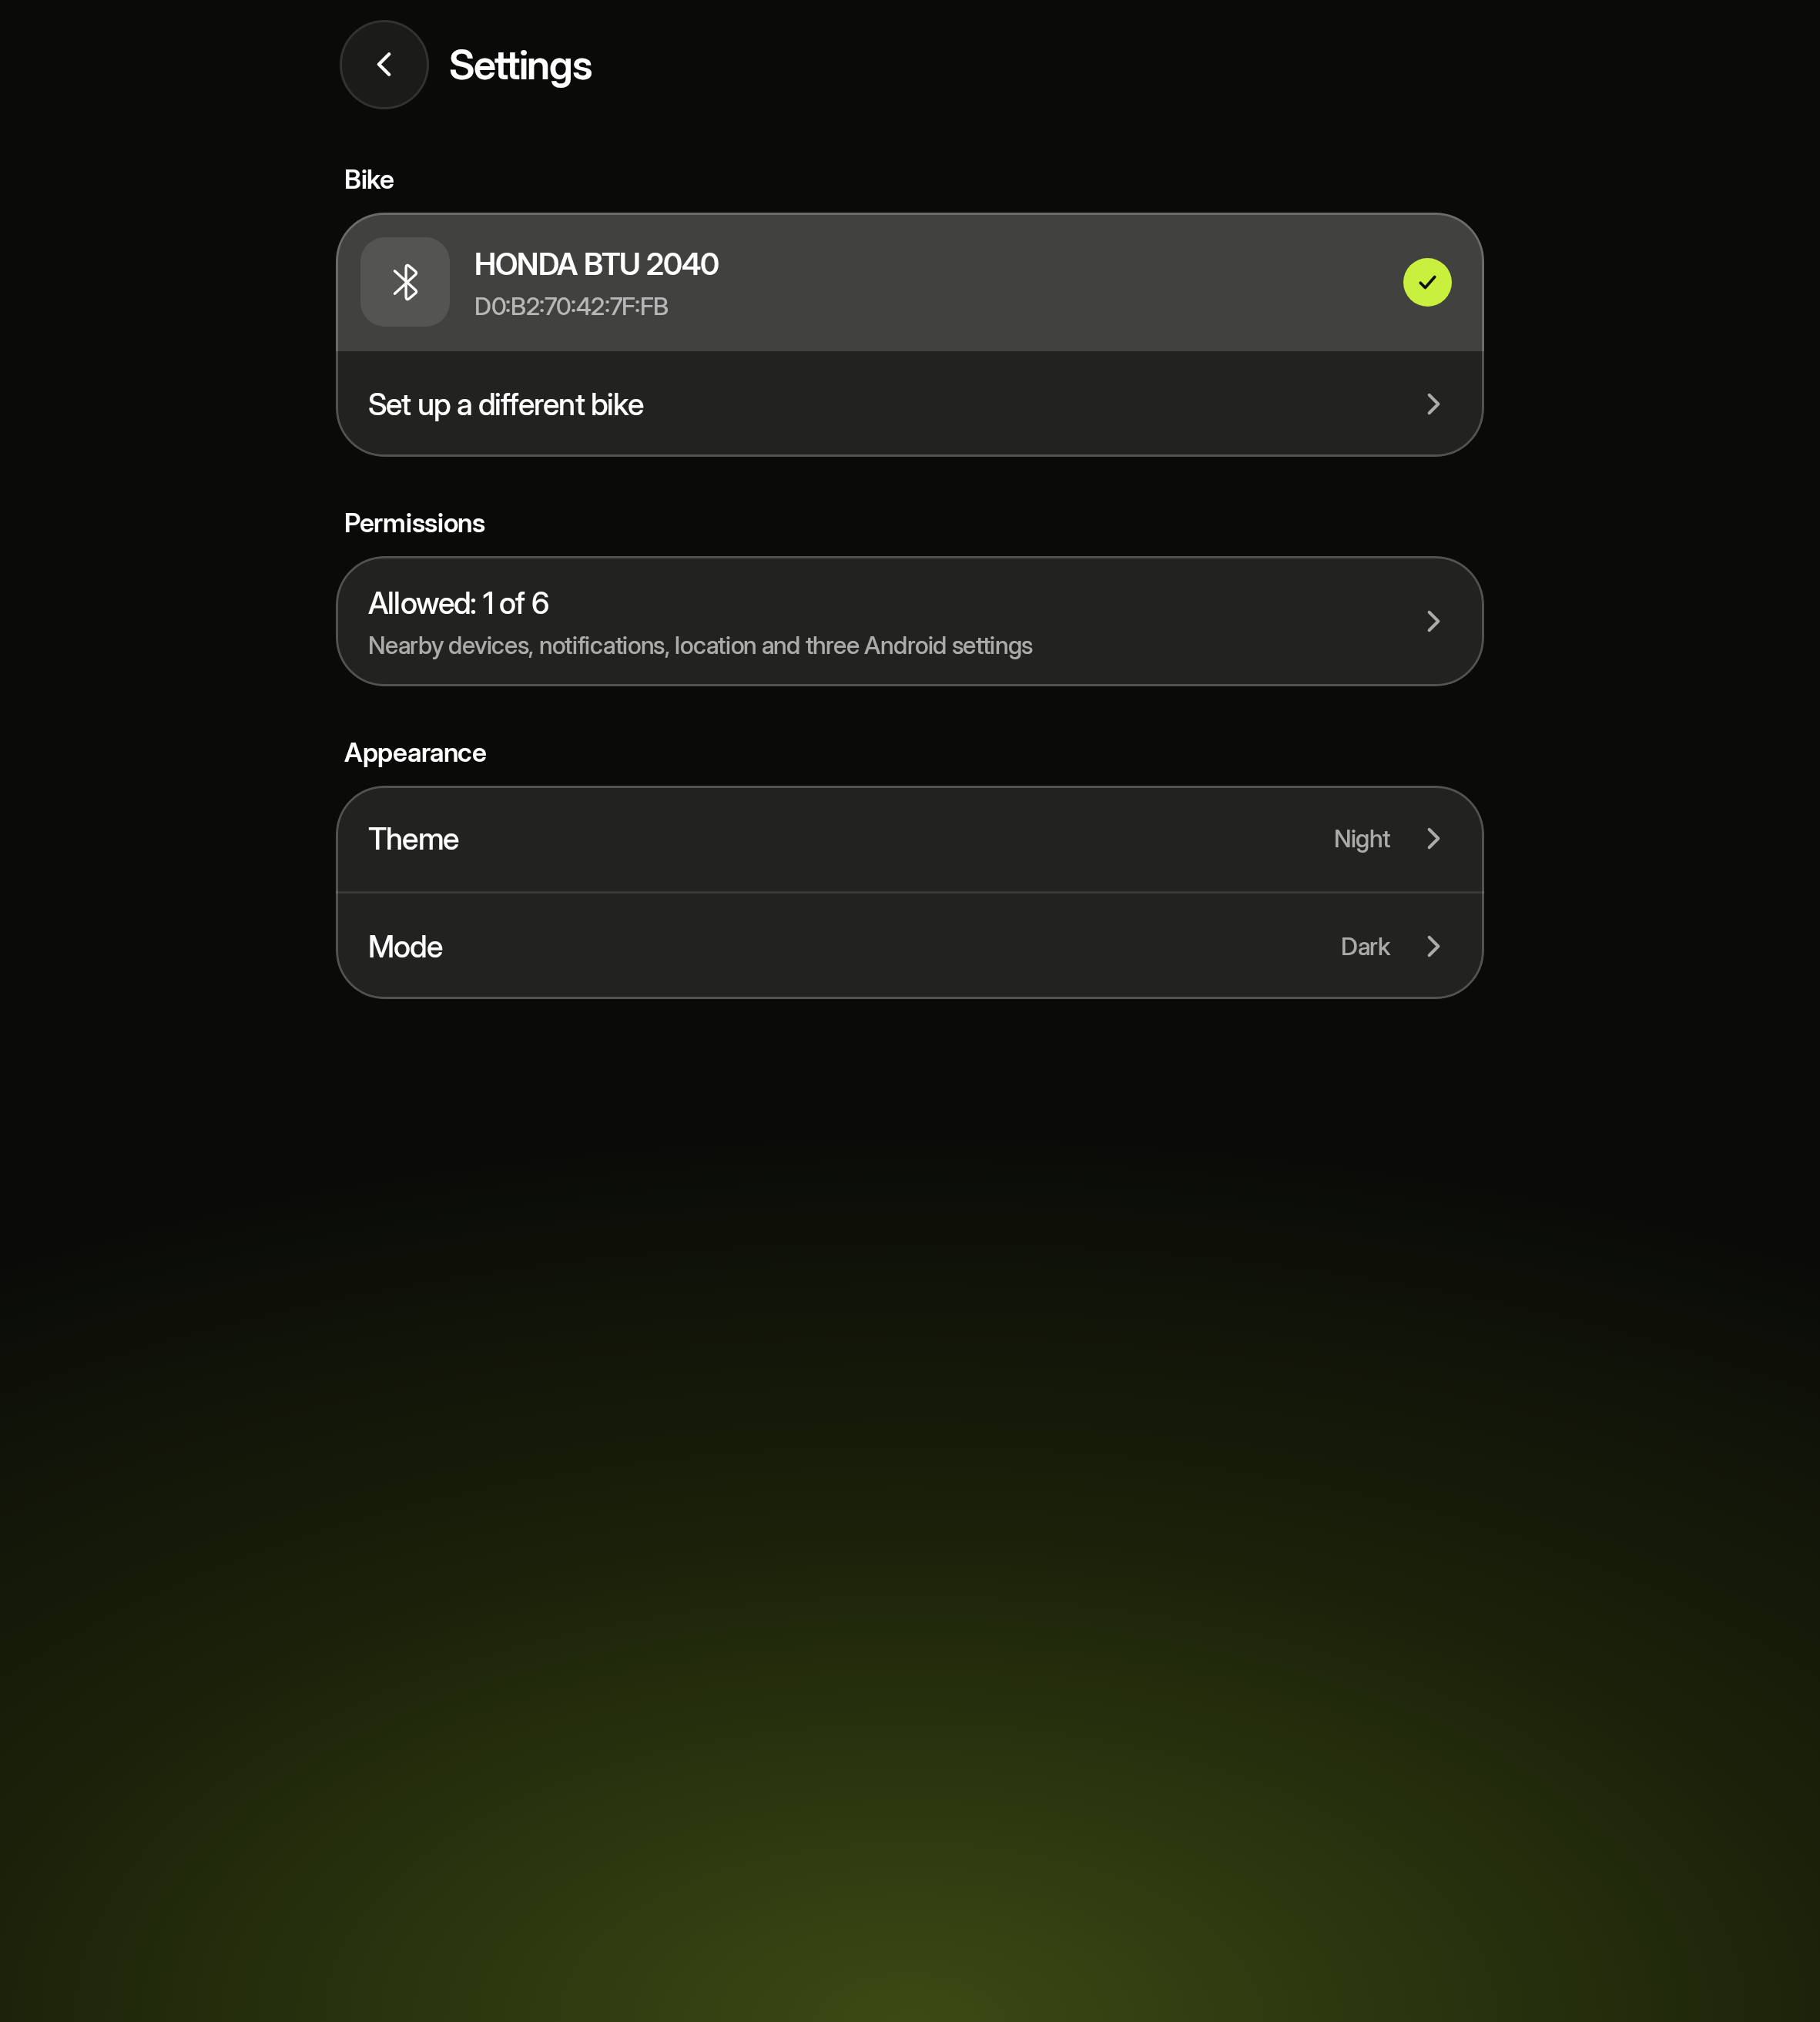 Settings
Bike
HONDA BTU 2040
D0:B2:70:42:7F:FB
Set up a different bike
Permissions
Allowed: 1 of 6
Nearby devices, notifications, location and three Android settings
Appearance
Theme
Night
Mode
Dark